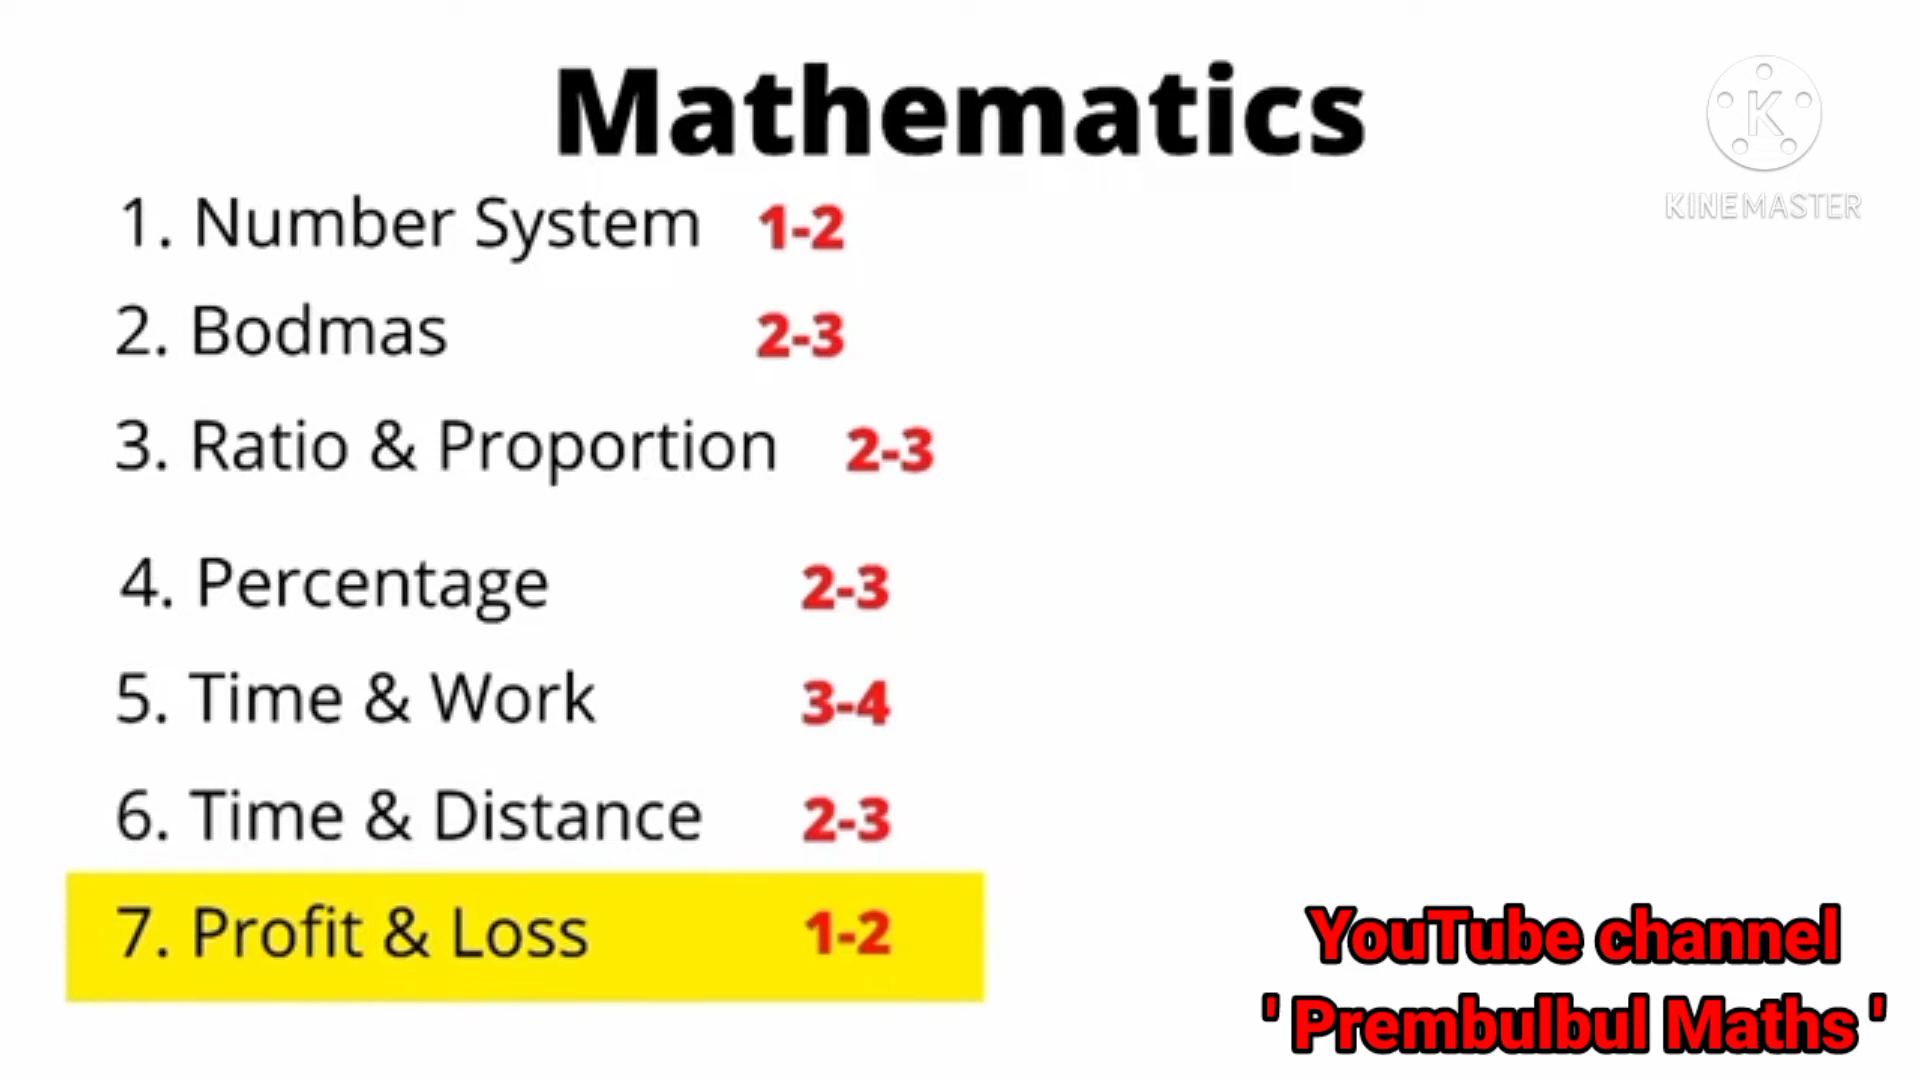 Mathematics
K
KINEMASTER
1. Number System 1-2
2. Bodmas 2-3
3. Ratio & Proportion 2-3
4. Percentage 2-3
5. Time & Work 3-4
6. Time & Distance 2-3
7. Profit & Loss 1-2
YouTube channel
' Prembulbul Maths '